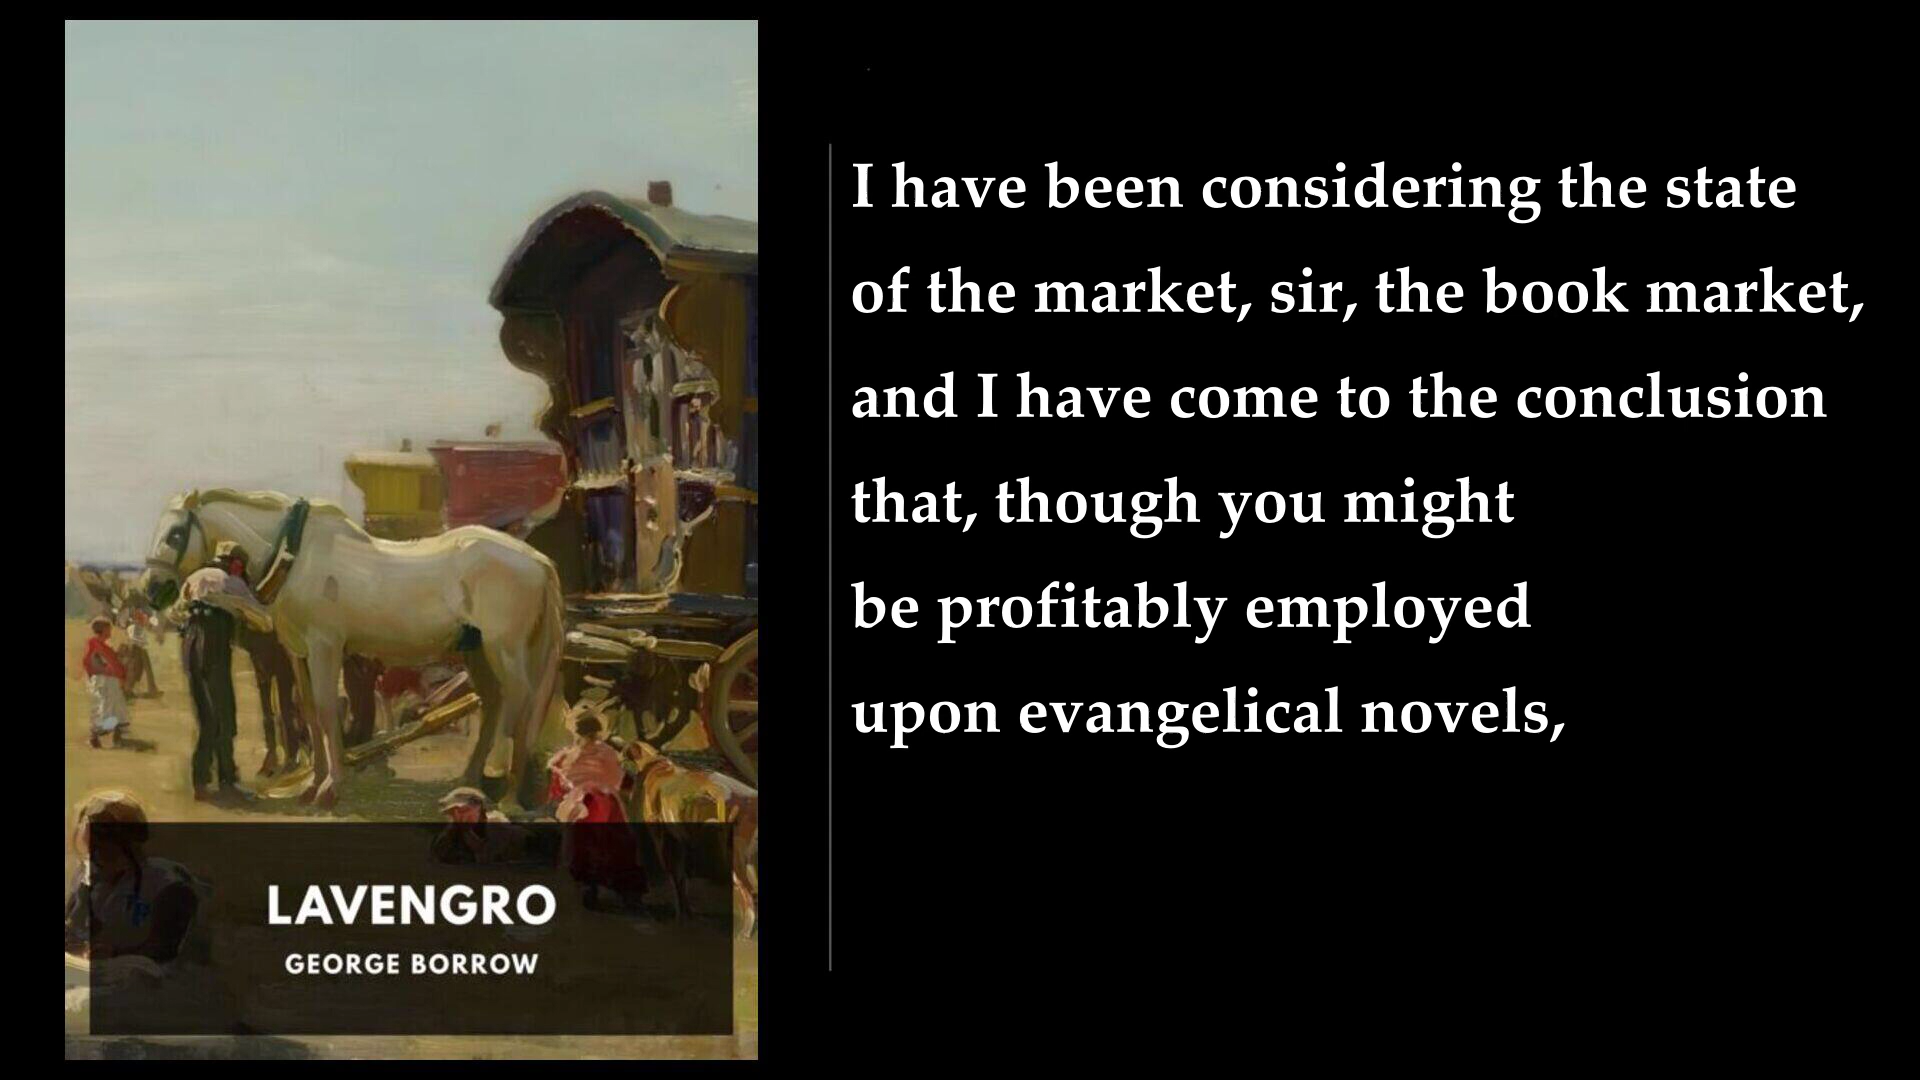 I have been considering the state
of the market, sir, the book market,
and I have come to the conclusion
that, though you might
be profitably employed
upon evangelical novels,
LAVENGRO
GEORGE BORROW